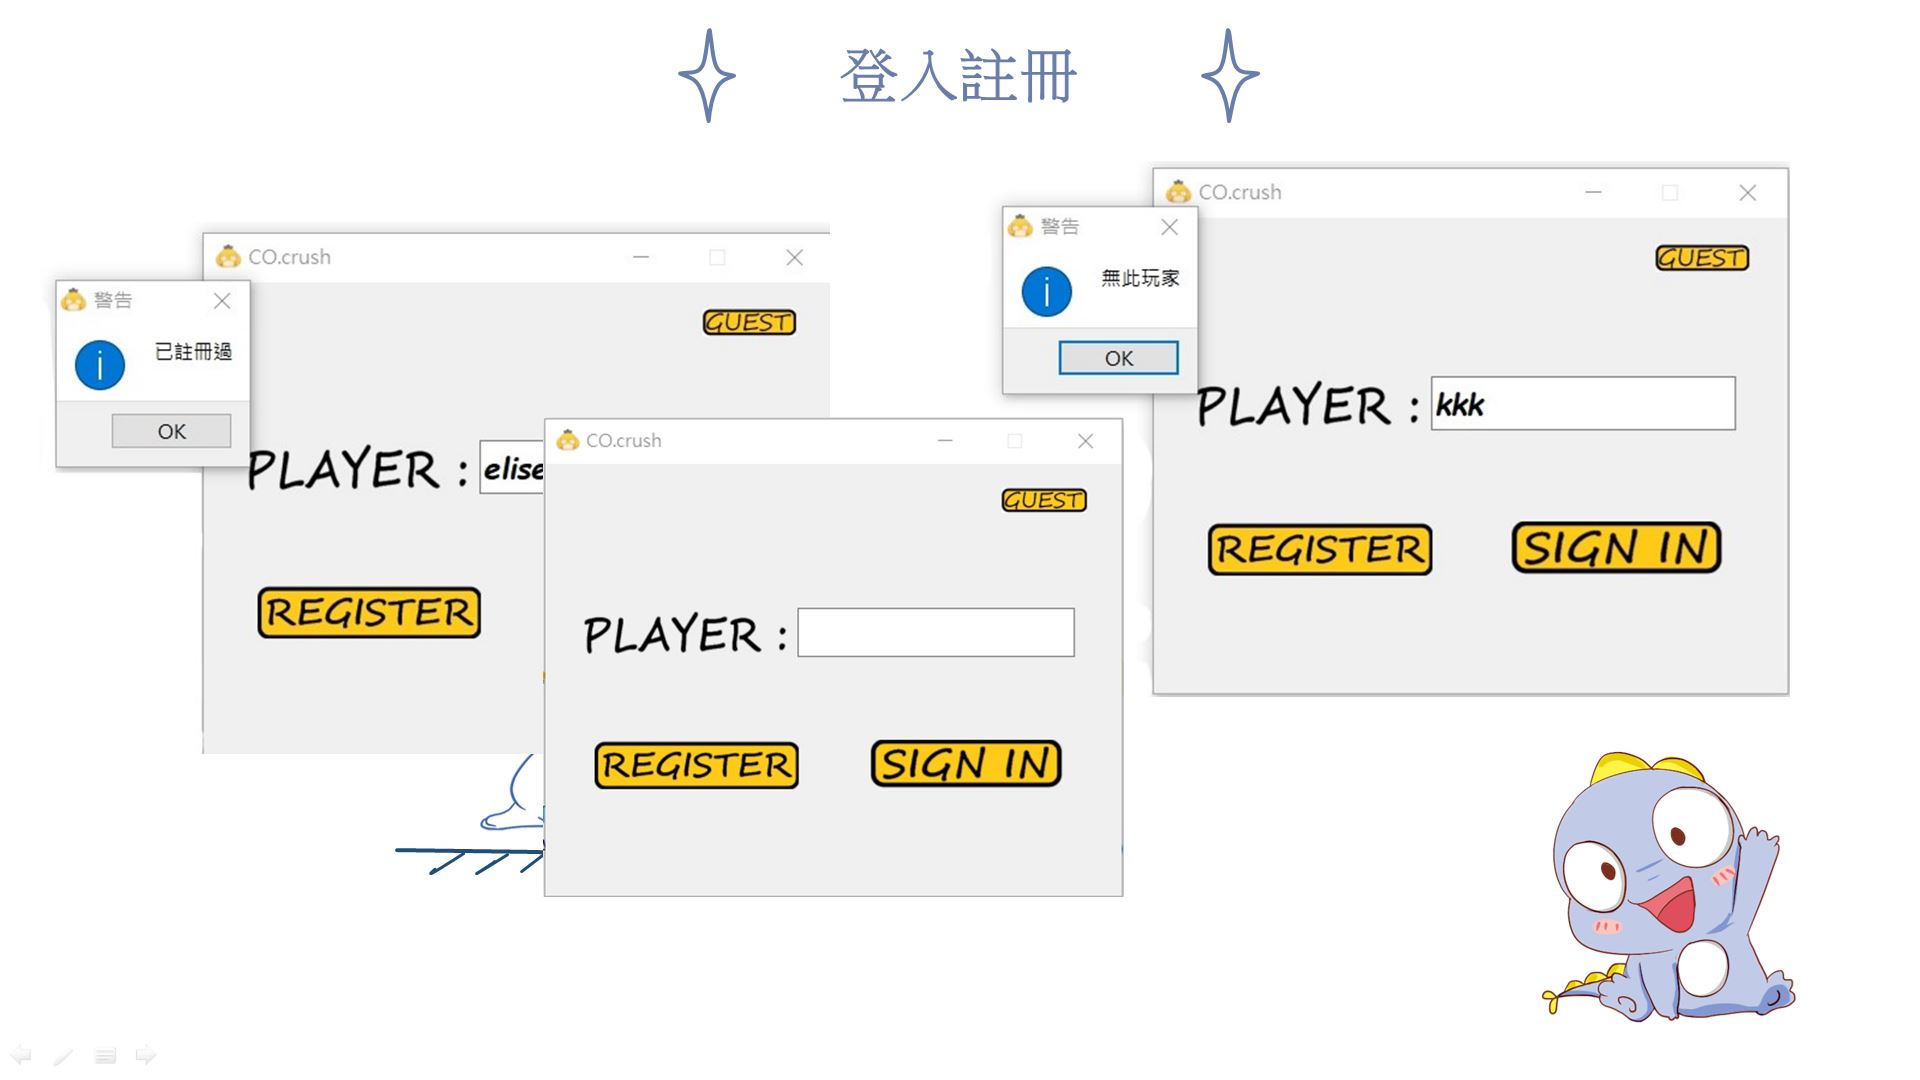 登入註冊
CO.crush
警告
已註冊過
OK
GUEST
PLAYER : elise
REGISTER
CO.crush
GUEST
PLAYER :
REGISTER
SIGN IN
CO.crush
警告
無此玩家
OK
GUEST
PLAYER : kkk
REGISTER
SIGN IN